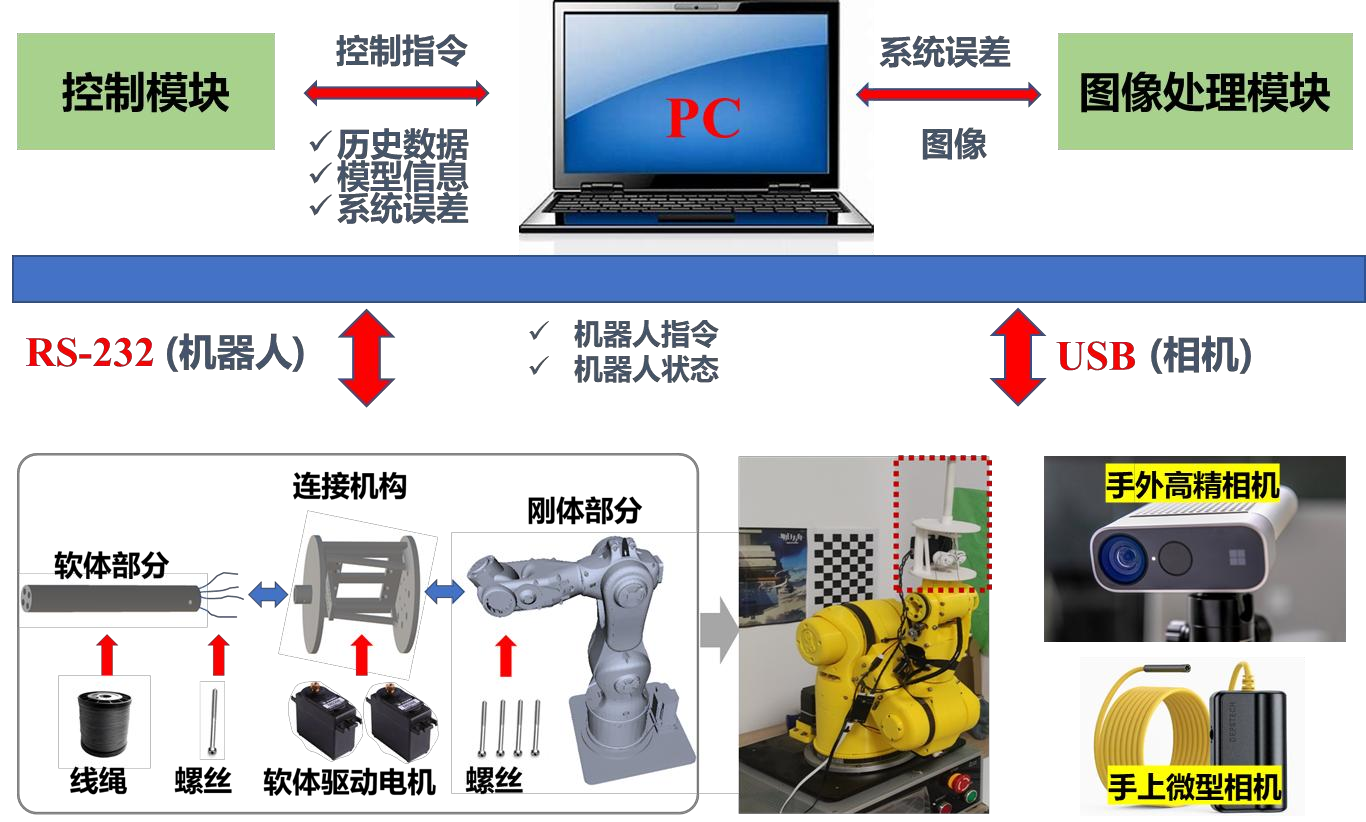 控制模块
控制指令
✓ 历史数据
✓ 模型信息
✓ 系统误差
PC
系统误差
图像
图像处理模块
RS-232 (机器人)
✓ 机器人指令
✓ 机器人状态
USB (相机)
软体部分
连接机构
刚体部分
线绳
螺丝
软体驱动电机
螺丝
手外高精相机
DEPSTECH
手上微型相机